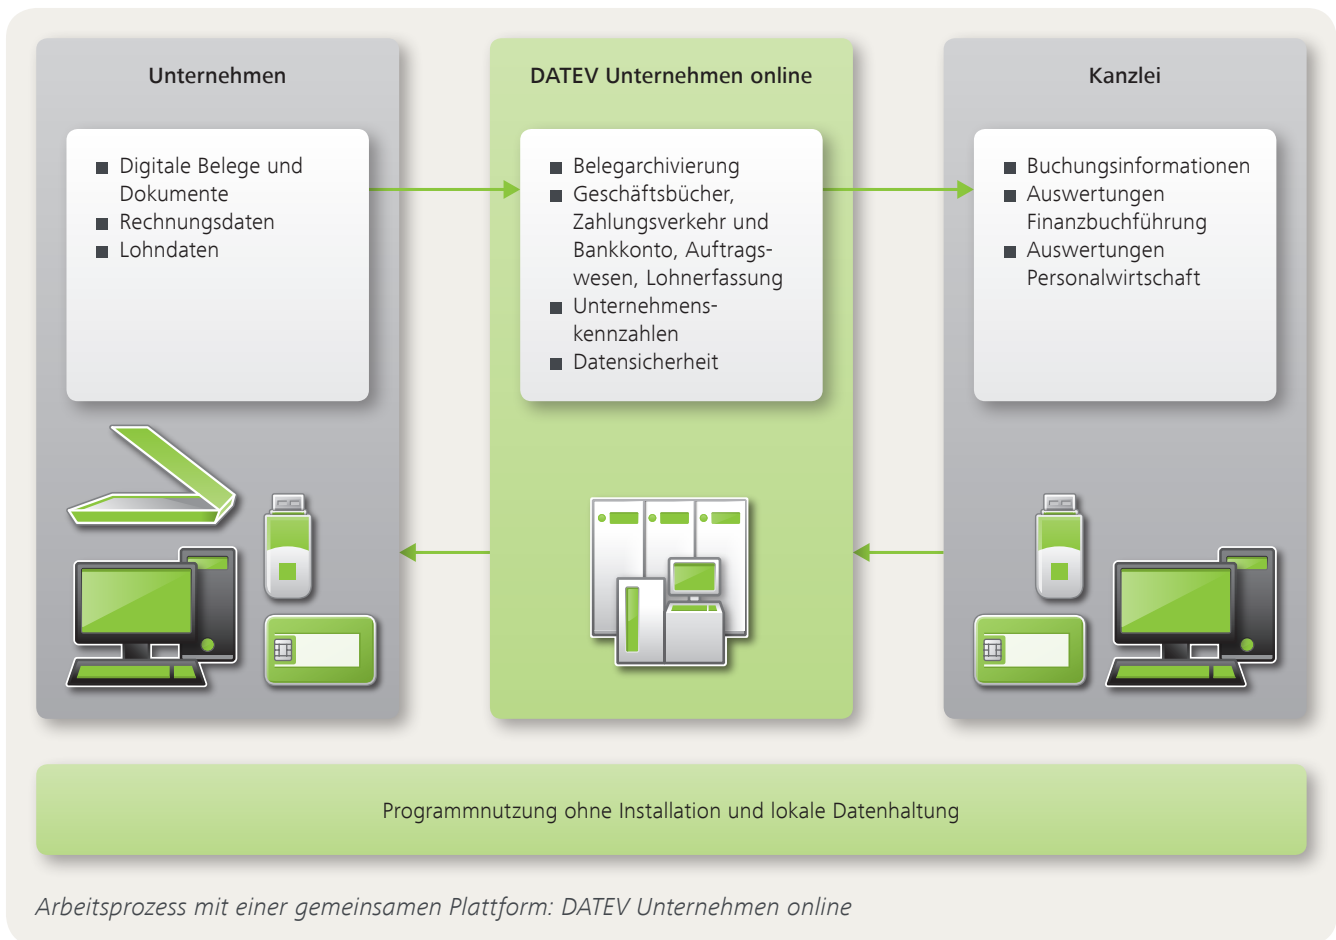 Unternehmen
■ Digitale Belege und
Dokumente
■ Rechnungsdaten
■ Lohndaten
DATEV Unternehmen online
■ Belegarchivierung
■ Geschäftsbücher,
Zahlungsverkehr und
Bankkonto, Auftrags-
wesen, Lohnerfassung
■ Unternehmens-
kennzahlen
■ Datensicherheit
Kanzlei
■ Buchungsinformationen
■ Auswertungen
Finanzbuchführung
■ Auswertungen
Personalwirtschaft
Programmnutzung ohne Installation und lokale Datenhaltung
Arbeitsprozess mit einer gemeinsamen Plattform: DATEV Unternehmen online